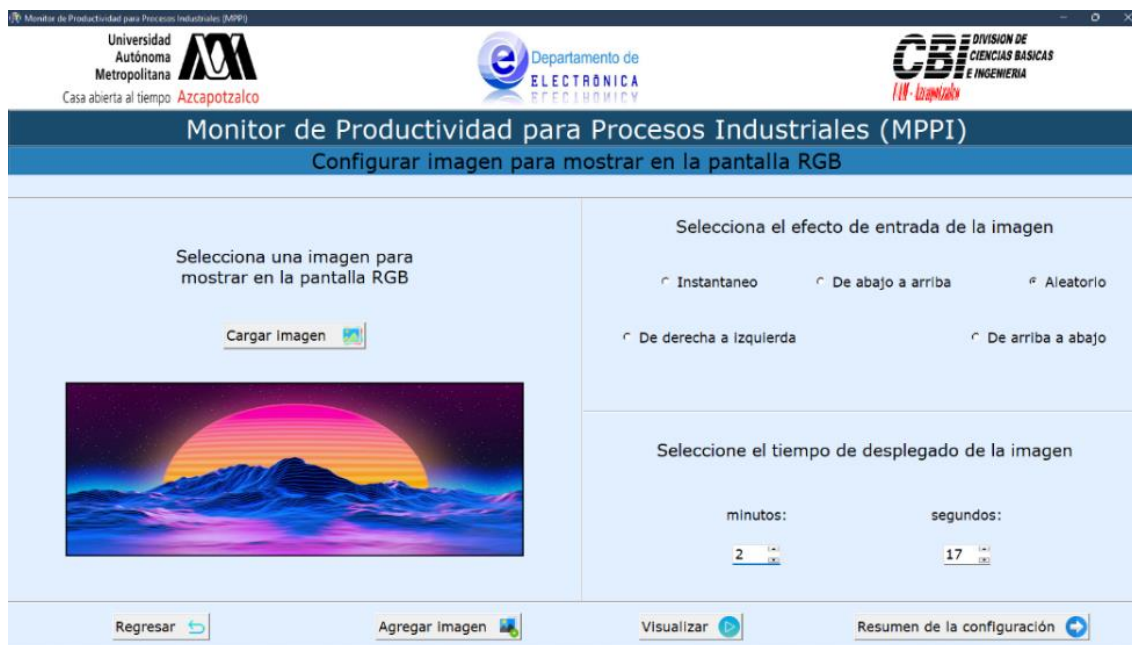 Monitor de Productividad para Procesos Industriales (MPPI)
Universidad
Autónoma
Metropolitana
Casa abierta al tiempo Azcapotzalco
e
Departamento de
ELECTRÓNICA
CBI
DIVISION DE
CIENCIAS BASICAS
E INGENIERIA
UAM - Azcapotzalco
Monitor de Productividad para Procesos Industriales (MPPI)
Configurar imagen para mostrar en la pantalla RGB
Selecciona una imagen para
mostrar en la pantalla RGB
Cargar imagen
Selecciona el efecto de entrada de la imagen
Instantaneo De abajo a arriba Aleatorio
De derecha a izquierda De arriba a abajo
Seleccione el tiempo de desplegado de la imagen
minutos: segundos:
2 17
Regresar Agregar imagen Visualizar Resumen de la configuración